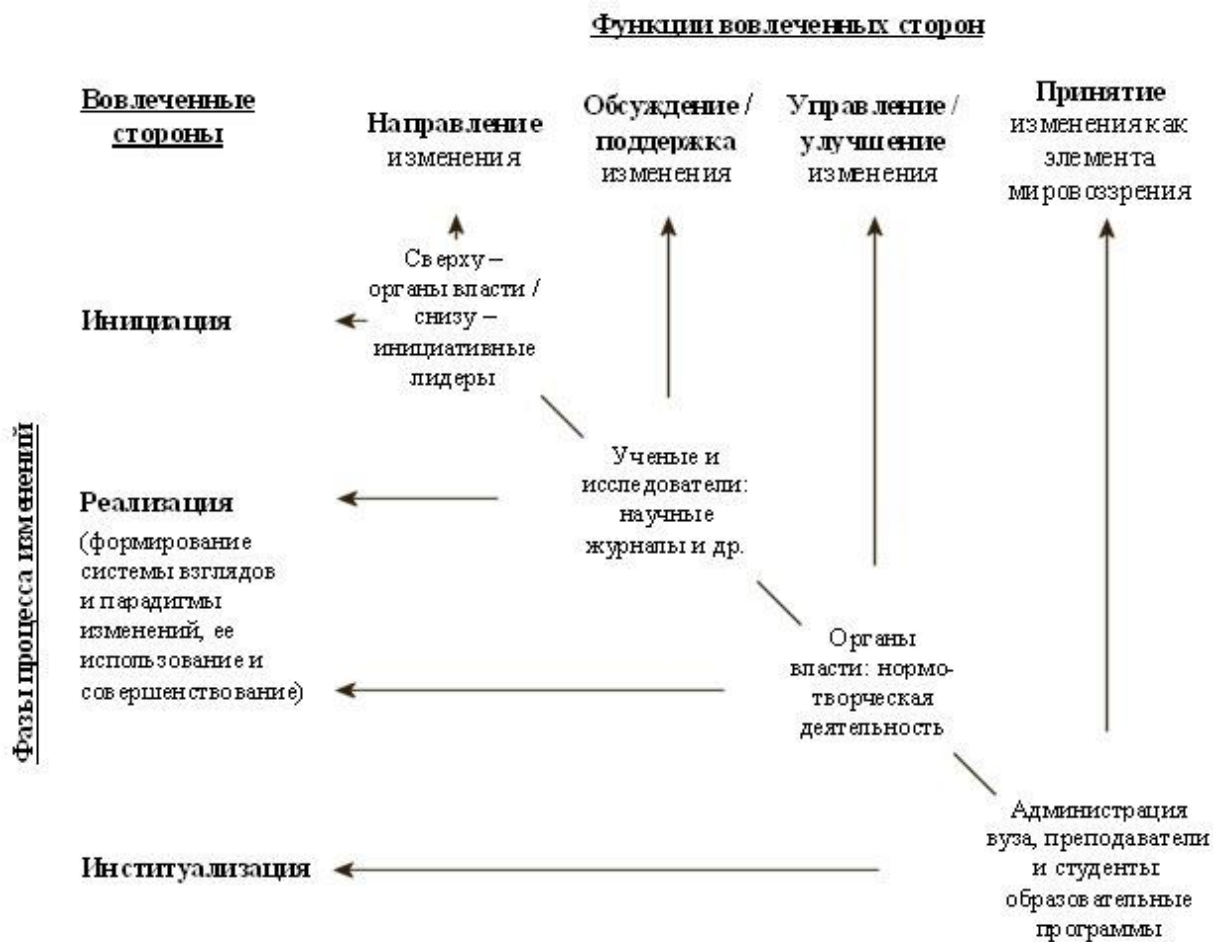 Функции вовлеченных сторон
Вовлеченные
стороны
Направление
изменения
Обсуждение /
поддержка
изменения
Управление /
улучшение
изменения
Принятие
изменения как
элемента
мировоззрения
Сверху –
органы власти /
снизу –
инициативные
лидеры
Инициация
Ученые и
исследователи:
научные
журналы и др.
Фазы процесса изменений
Реализация
(формирование
системы взглядов
и парадигмы
изменений, ее
использование и
совершенствование)
Органы
власти: нормо-
творческая
деятельность
Администрация
вуза, преподаватели
и студенты:
образовательные
программы
Институализация